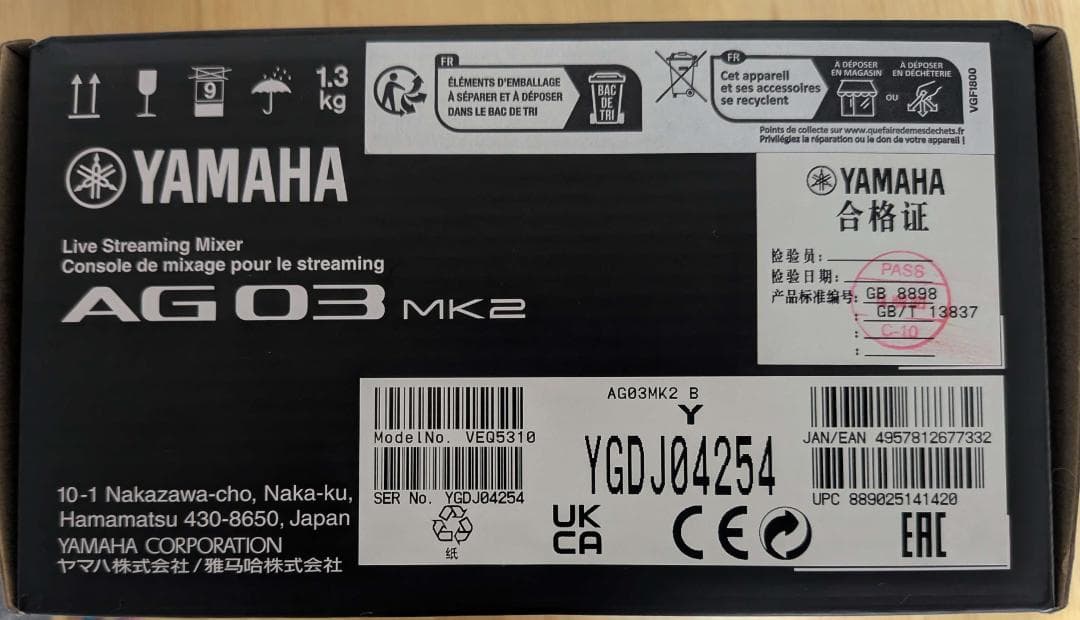 9
1.3
kg
FR
ÉLÉMENTS D'EMBALLAGE
À SÉPARER ET À DÉPOSER
DANS LE BAC DE TRI
BAC
DE
TRI
FR
Cet appareil
et ses accessoires
se recyclent
À DÉPOSER
EN MAGASIN
OU
À DÉPOSER
EN DÉCHÈTERIE
Points de collecte sur www.quefairedemesdechets.fr
Privilégiez la réparation ou le don de votre appareil !
VGF1800
YAMAHA
Live Streaming Mixer
Console de mixage pour le streaming
AG03 MK2
YAMAHA
合格证
检验员:
检验日期:
产品标准编号: GB 8898
: GB/T 13837
:
:
PASS
C-10
AG03MK2 B
Y
ModelNo. VEQ5310
SER No. YGDJ04254
YGDJ04254
JAN/EAN 4957812677332
UPC 889025141420
纸
UK
CA
CE
EAC
10-1 Nakazawa-cho, Naka-ku,
Hamamatsu 430-8650, Japan
YAMAHA CORPORATION
ヤマハ株式会社/雅马哈株式会社